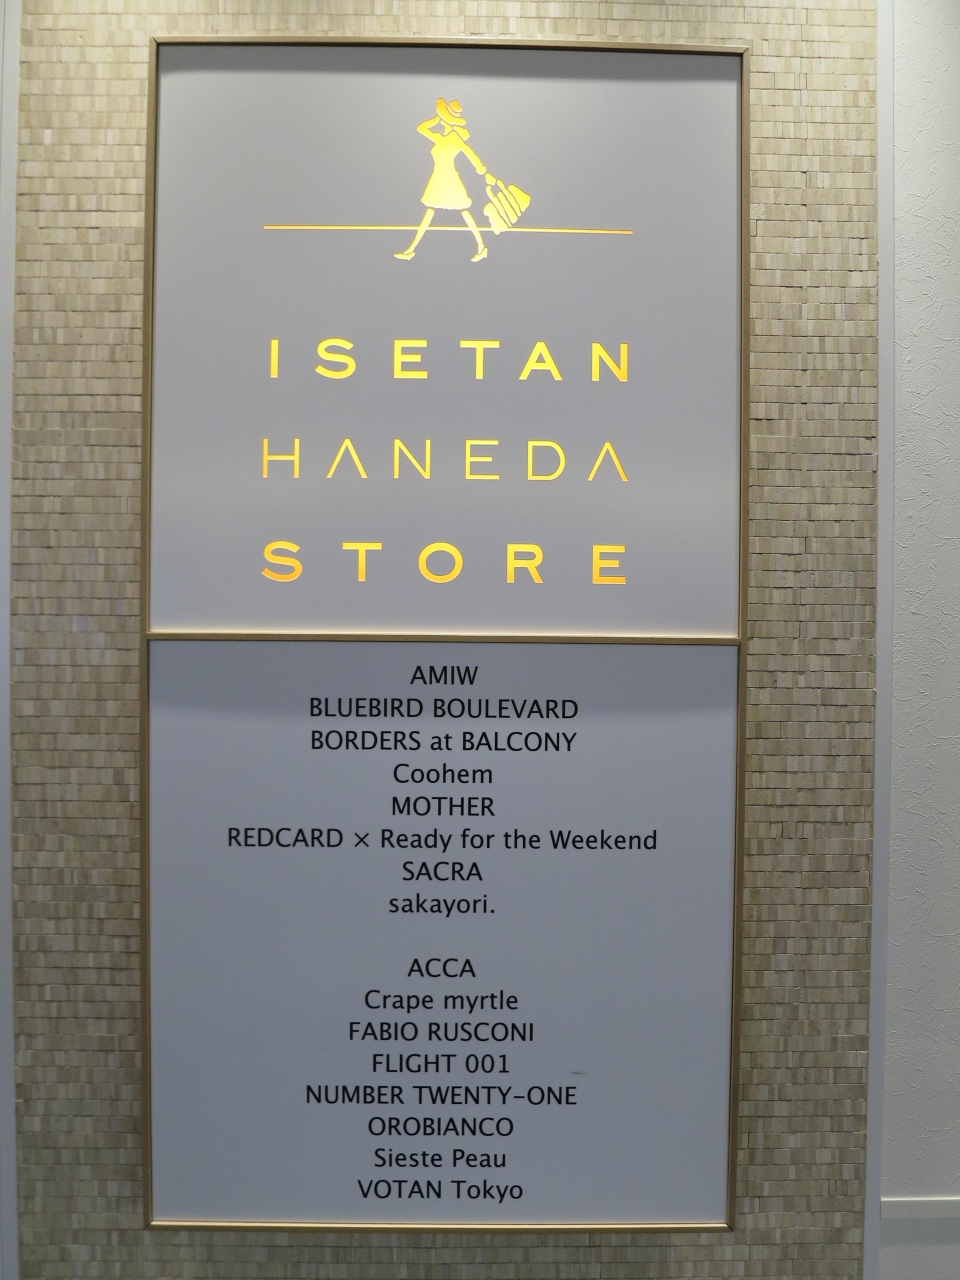 ISETAN
HANEDA
STORE
AMIW
BLUEBIRD BOULEVARD
BORDERS at BALCONY
Coohem
MOTHER
REDCARD × Ready for the Weekend
SACRA
sakayori.
ACCA
Crape myrtle
FABIO RUSCONI
FLIGHT 001
NUMBER TWENTY-ONE
OROBIANCO
Sieste Peau
VOTAN Tokyo